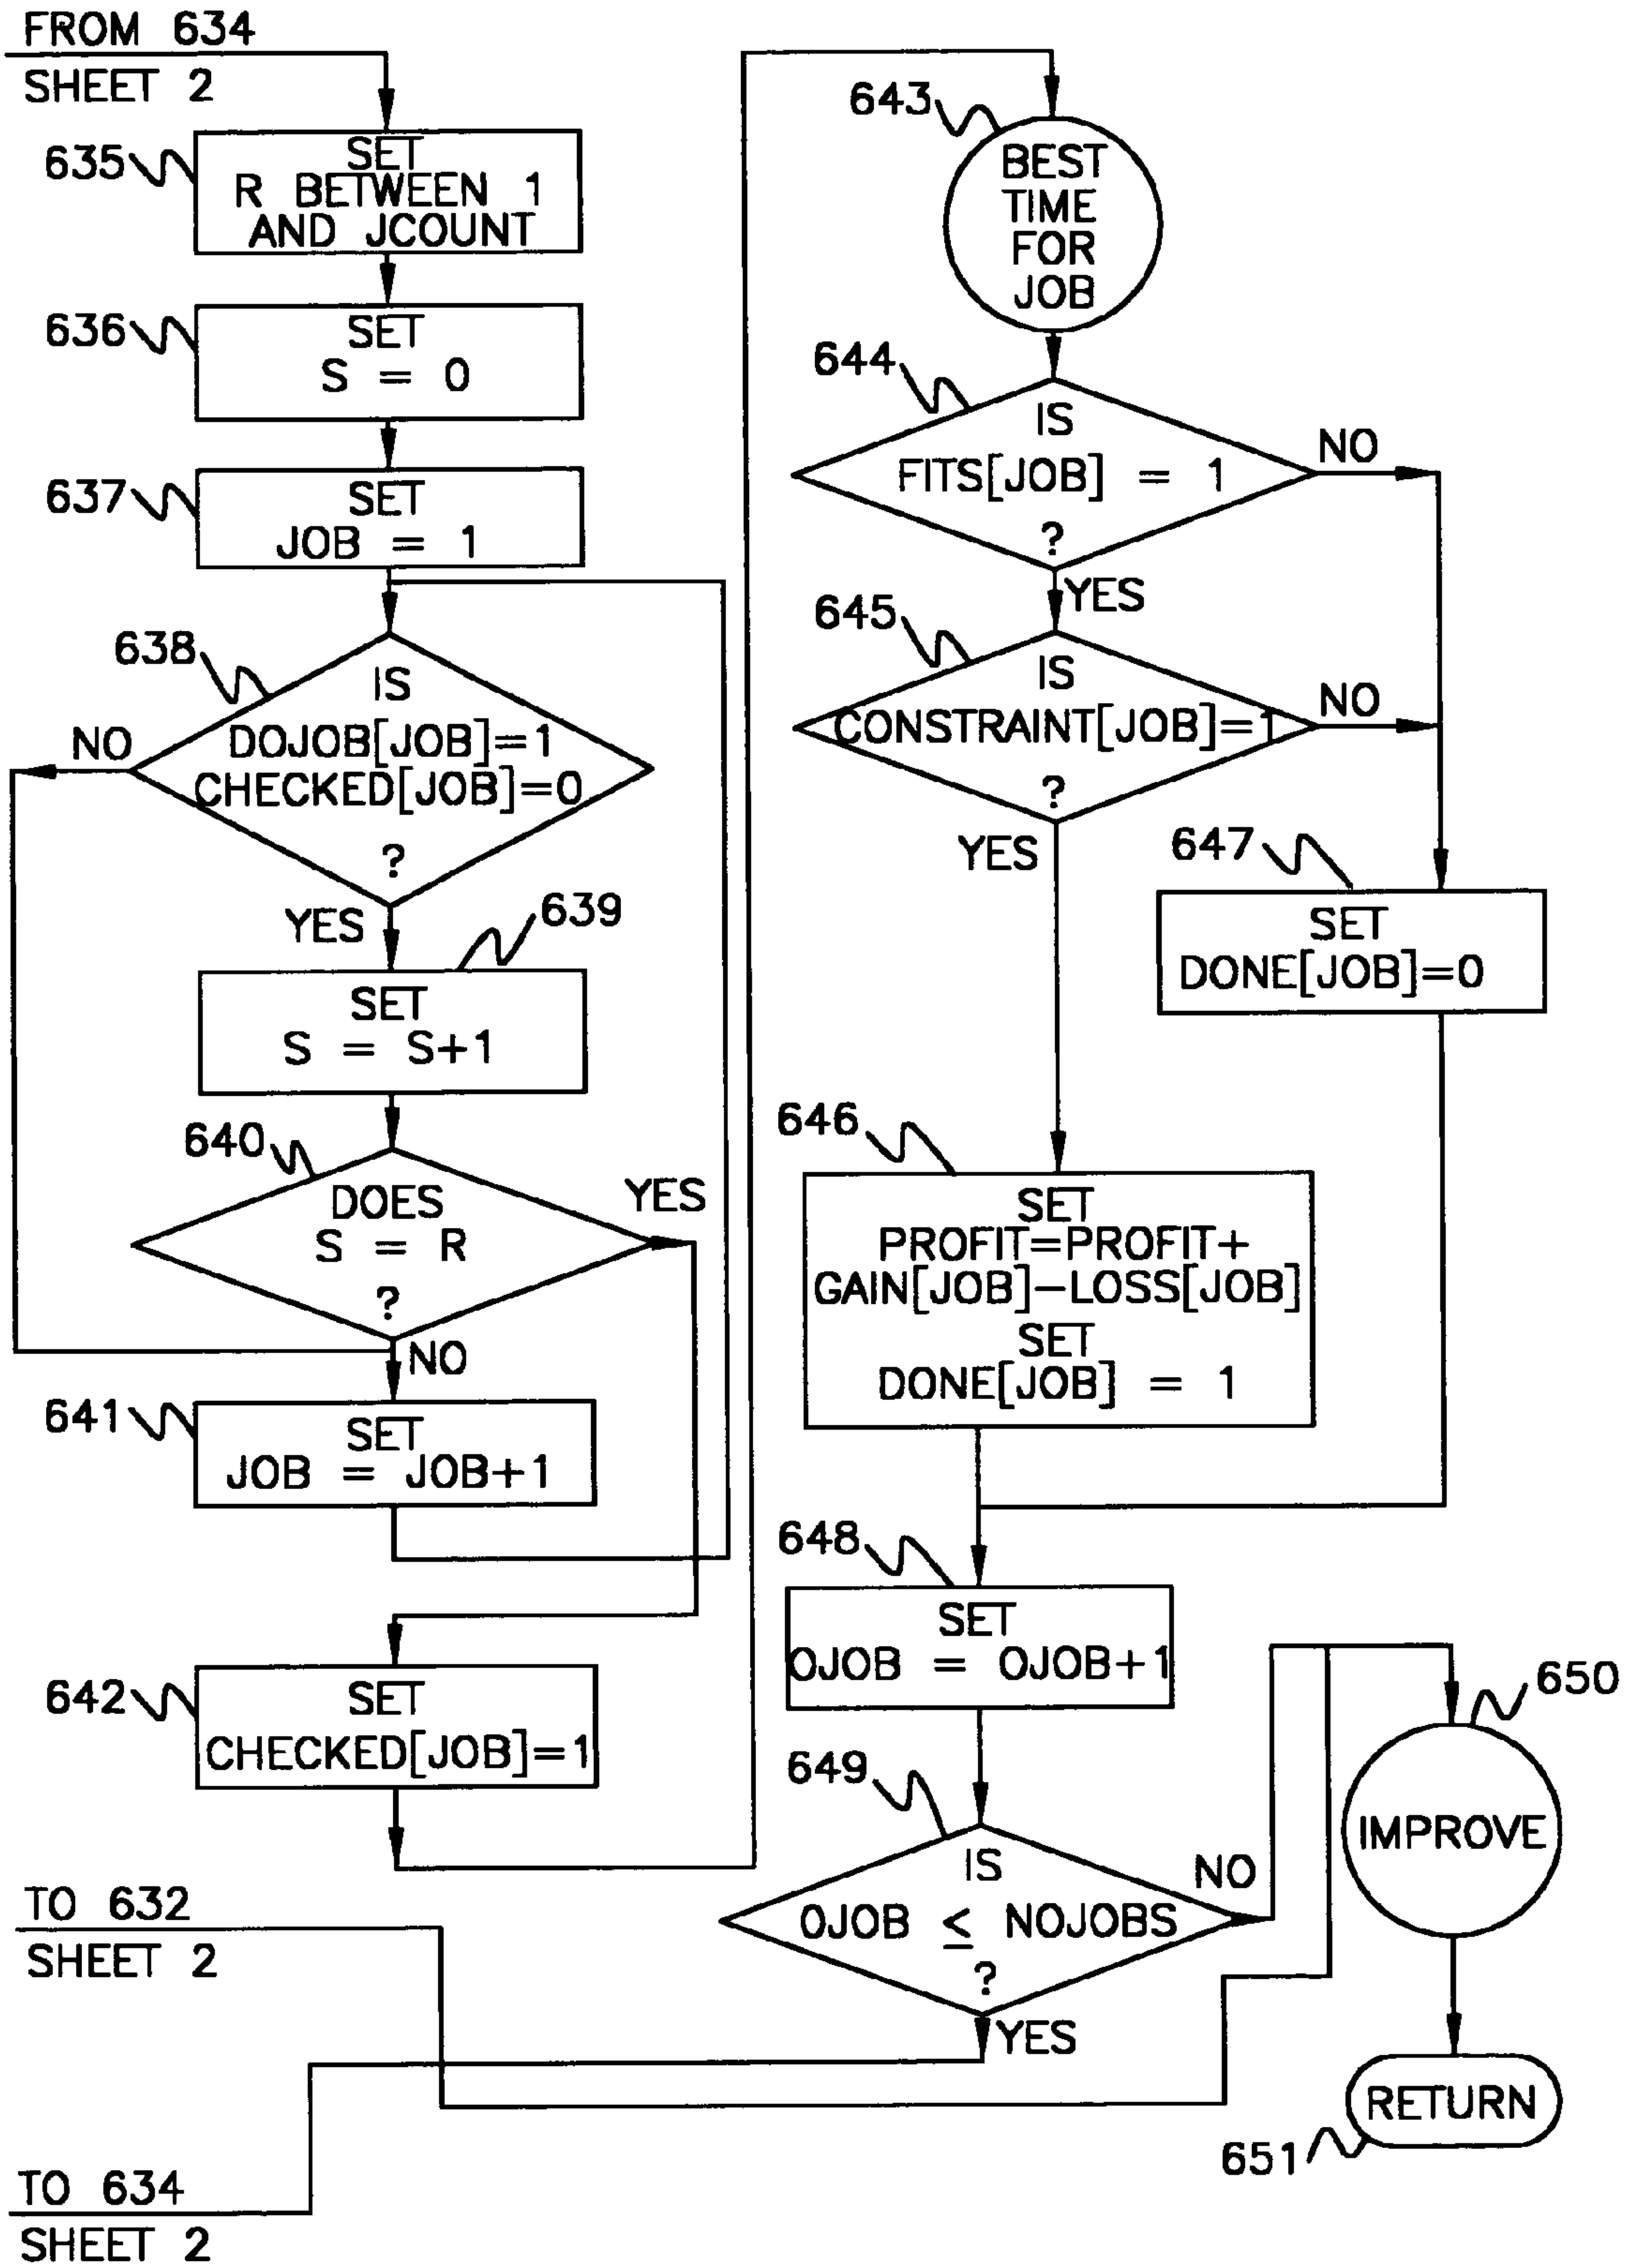 FROM 634
SHEET 2
635
SET
R BETWEEN 1
AND JCOUNT
636
SET
S = 0
637
SET
JOB = 1
638
IS
DOJOB[JOB]=1
CHECKED[JOB]=0
?
NO
YES
639
SET
S = S+1
640
DOES
S = R
?
YES
NO
641
SET
JOB = JOB+1
642
SET
CHECKED[JOB]=1
643
BEST
TIME
FOR
JOB
644
IS
FITS[JOB] = 1
?
NO
YES
645
IS
CONSTRAINT[JOB]=1
?
NO
YES
647
SET
DONE[JOB]=0
646
SET
PROFIT=PROFIT+
GAIN[JOB]-LOSS[JOB]
SET
DONE[JOB] = 1
648
SET
OJOB = OJOB+1
649
IS
OJOB ≤ NOJOBS
?
NO
YES
650
IMPROVE
RETURN
651
TO 632
SHEET 2
TO 634
SHEET 2